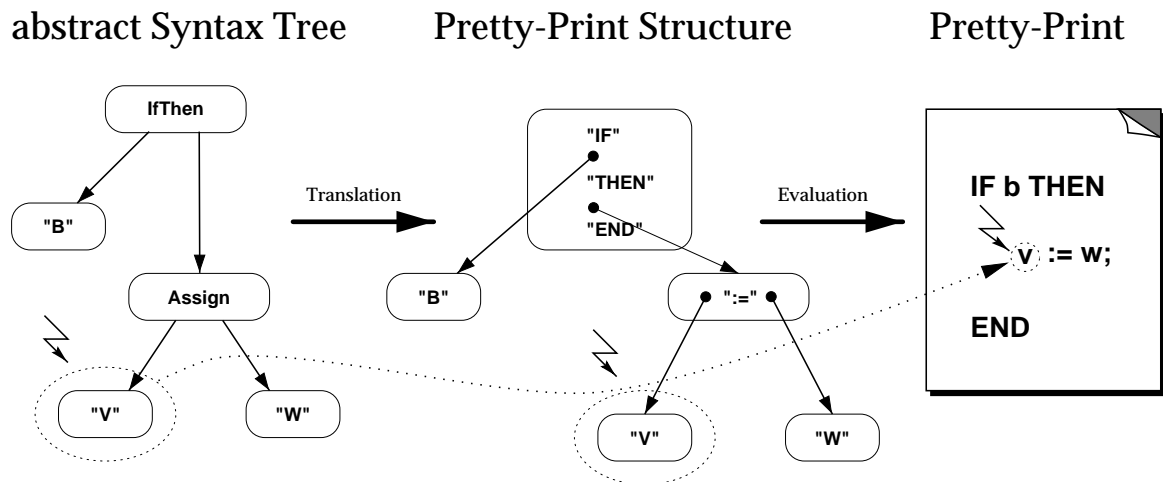 abstract Syntax Tree
Pretty-Print Structure
Pretty-Print
IfThen
"B"
Assign
"V"
"W"
Translation
"IF"
"THEN"
"END"
"B"
":="
"V"
"W"
Evaluation
IF b THEN
v := w;
END